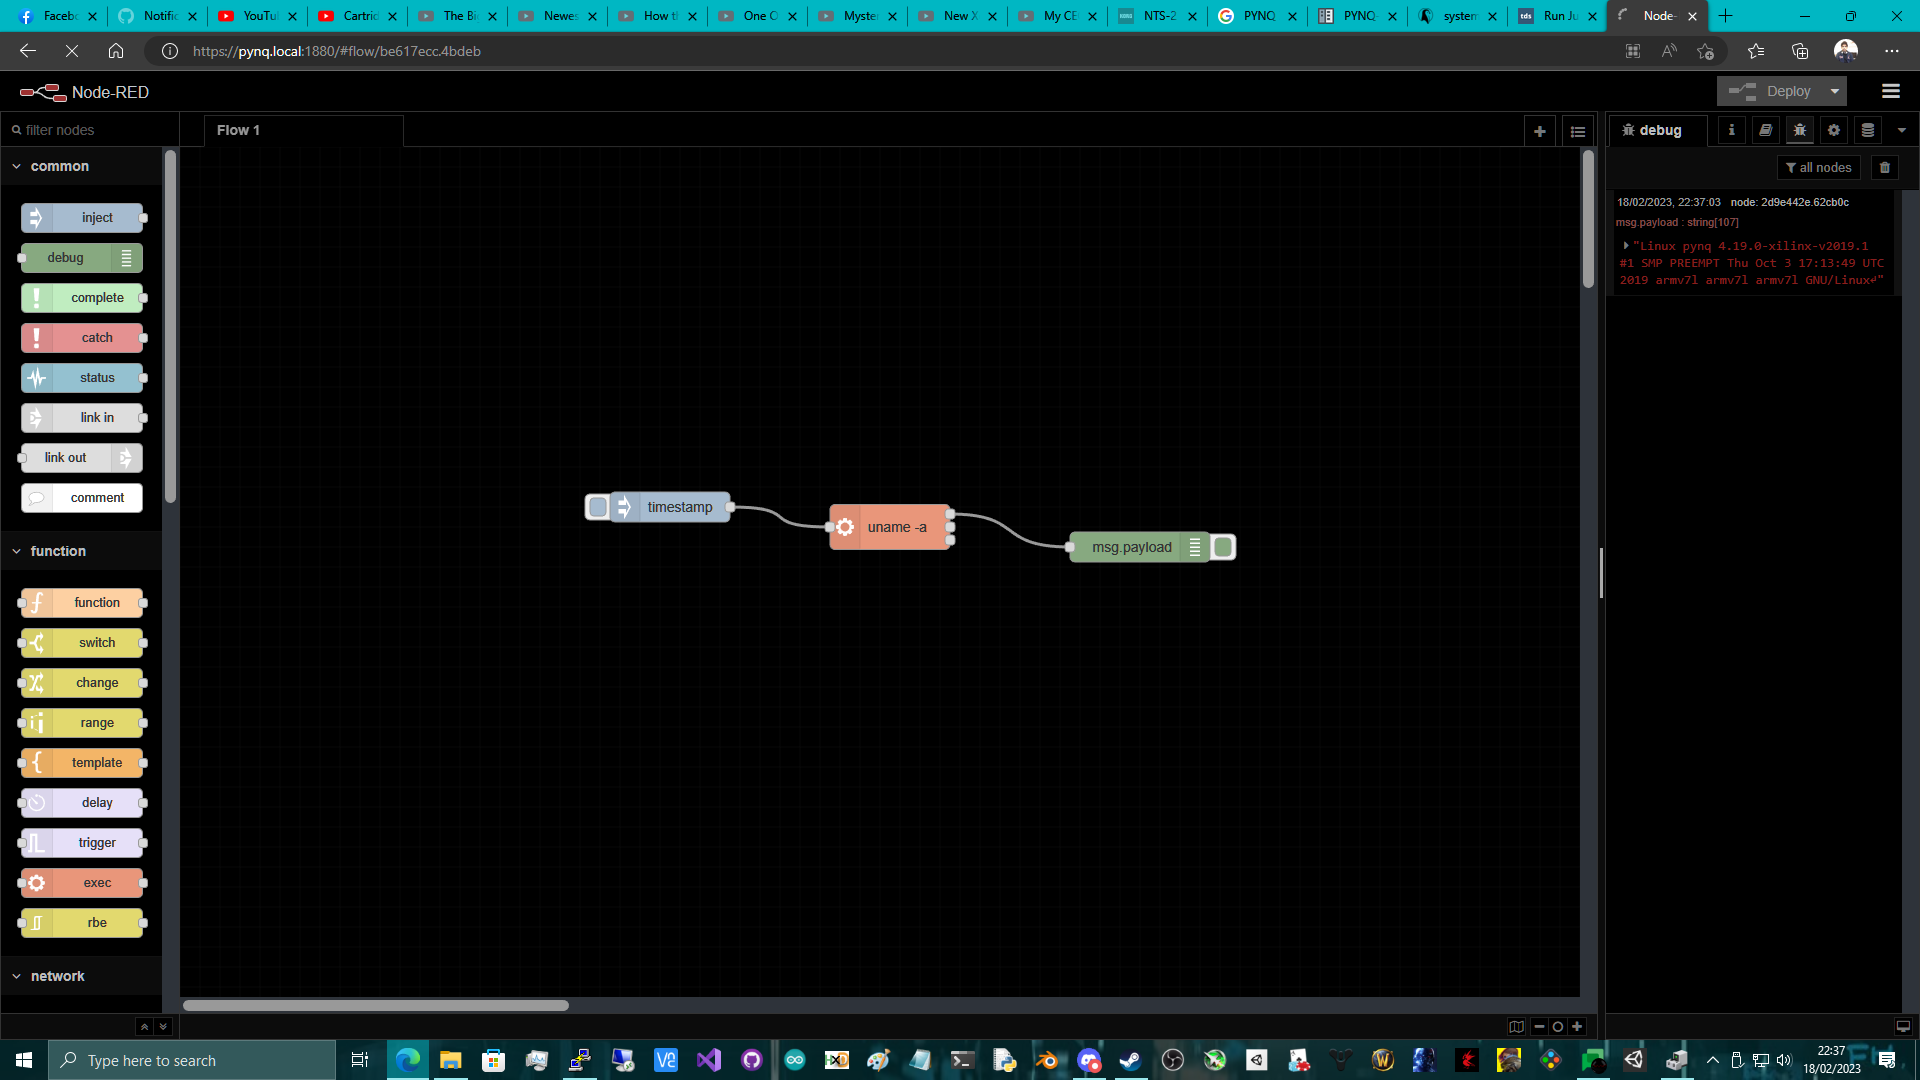 Facebo
Notific
YouTu
Cartrid
The Bi
Newes
How t
One O
Myster
New X
My CE
NTS-2
PYNQ
PYNQ-
system
Run Ju
Node-
https://pynq.local:1880/#flow/be617ecc.4bdeb
Node-RED
Deploy
filter nodes
Flow 1
debug
common
all nodes
inject
debug
complete
catch
status
link in
link out
comment
18/02/2023, 22:37:03 node: 2d9e442e.62cb0c
msg.payload : string[107]
"Linux pynq 4.19.0-xilinx-v2019.1
#1 SMP PREEMPT Thu Oct 3 17:13:49 UTC
2019 armv7l armv7l armv7l GNU/Linux↵"
timestamp
uname -a
msg.payload
function
function
switch
change
range
template
delay
trigger
exec
rbe
network
Type here to search
22:37
18/02/2023